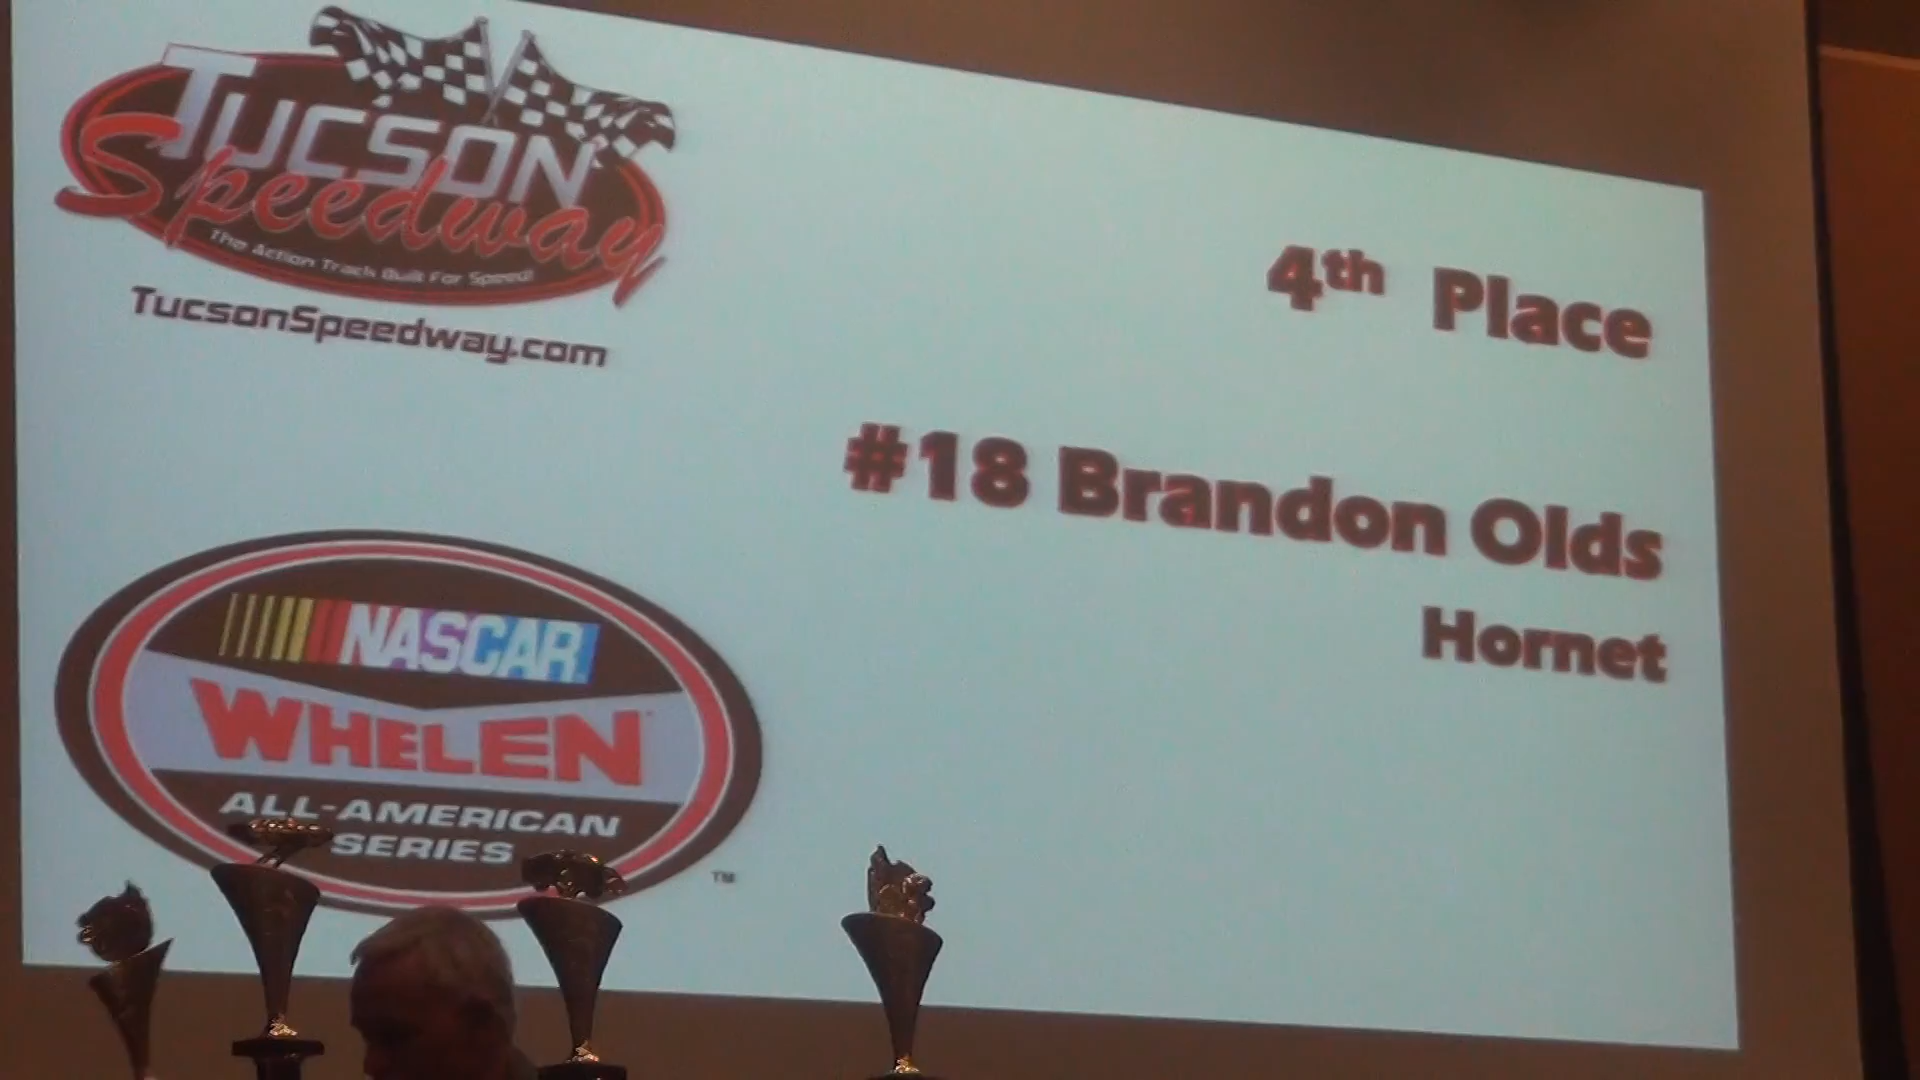 TUCSON
Speedway
The Action Track Built For Speed!
TucsonSpeedway.com
4th Place
#18 Brandon Olds
Hornet
NASCAR
WHELEN
ALL-AMERICAN
SERIES
TM